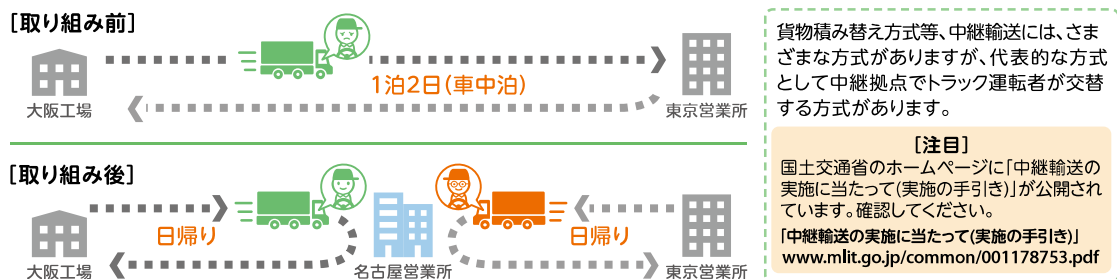 [取り組み前]
1泊2日(車中泊)
大阪工場
東京営業所
[取り組み後]
日帰り
日帰り
大阪工場
名古屋営業所
東京営業所
貨物積み替え方式等、中継輸送には、さま
ざまな方式がありますが、代表的な方式
として中継拠点でトラック運転者が交替
する方式があります。
[注目]
国土交通省のホームページに「中継輸送の
実施に当たって(実施の手引き)」が公開され
ています。確認してください。
「中継輸送の実施に当たって(実施の手引き)」
www.mlit.go.jp/common/001178753.pdf